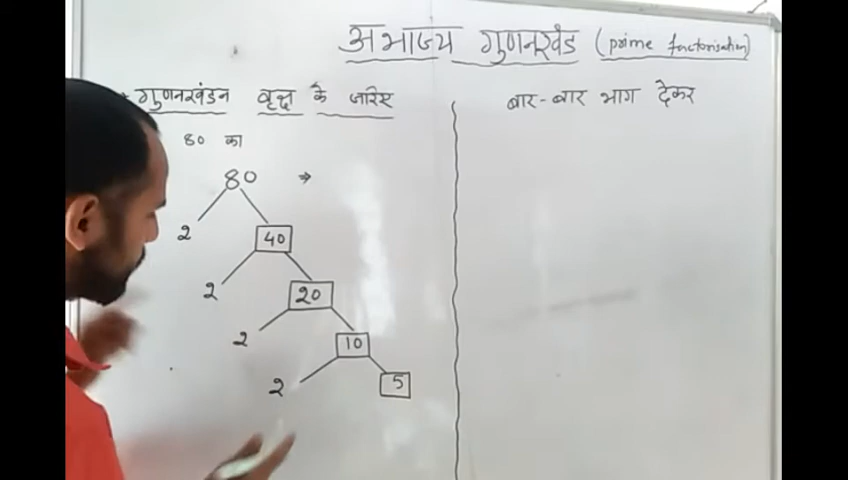 अभाज्य गुणनखंड (prime factorisation)
गुणनखंडन वृक्ष के जरिए
बार-बार भाग देकर
80 का
80 ⇒
2 40
2 20
2 10
2 5